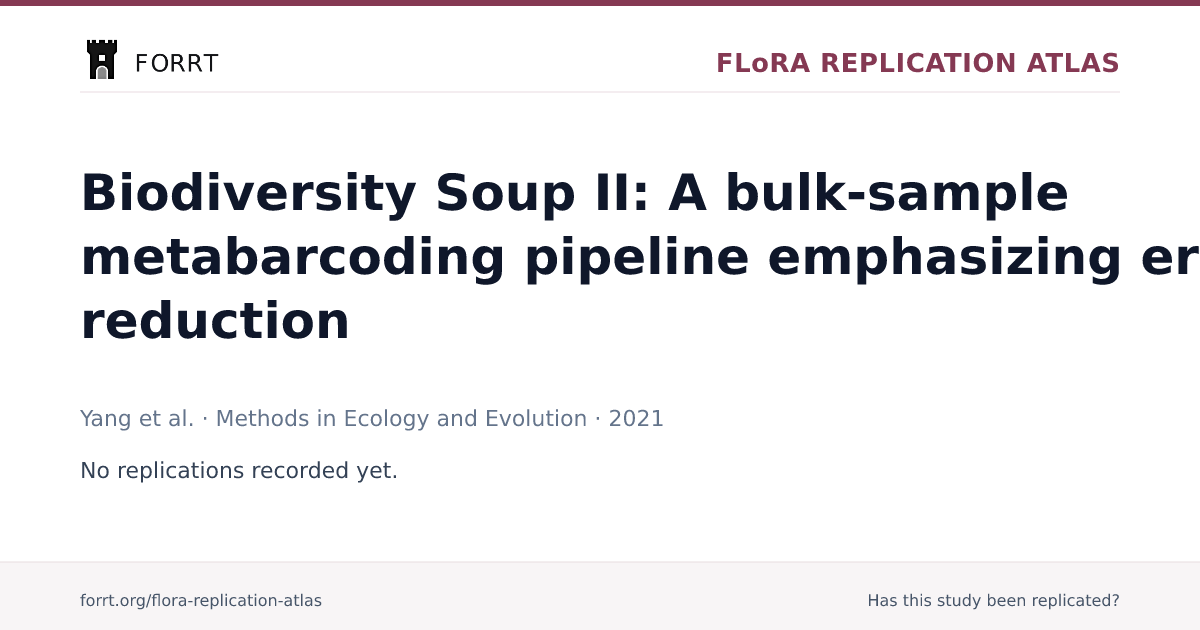 FORRT
FLoRA REPLICATION ATLAS
Biodiversity Soup II: A bulk-sample
metabarcoding pipeline emphasizing er
reduction
Yang et al. · Methods in Ecology and Evolution · 2021
No replications recorded yet.
forrt.org/flora-replication-atlas
Has this study been replicated?